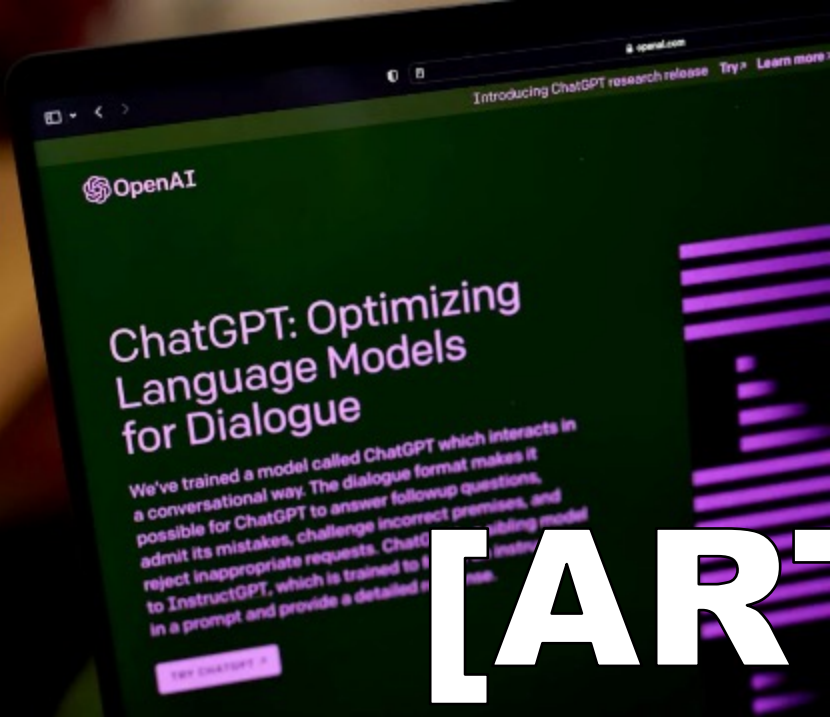 openai.com
Introducing ChatGPT research release Try↗ Learn more
OpenAI
ChatGPT: Optimizing
Language Models
for Dialogue
We've trained a model called ChatGPT which interacts in
a conversational way. The dialogue format makes it
possible for ChatGPT to answer followup questions,
admit its mistakes, challenge incorrect premises, and
reject inappropriate requests. model
to InstructGPT, which is trained to
in a prompt and provide a detailed
TRY CHATGPT ↗
[ART